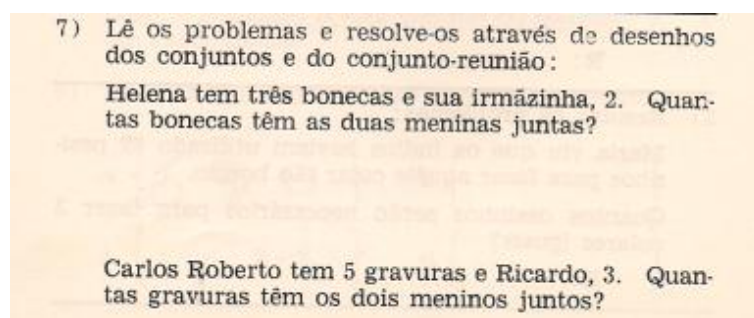 7) Lê os problemas e resolve-os através de desenhos
dos conjuntos e do conjunto-reunião:
Helena tem três bonecas e sua irmãzinha, 2. Quan-
tas bonecas têm as duas meninas juntas?
Carlos Roberto tem 5 gravuras e Ricardo, 3. Quan-
tas gravuras têm os dois meninos juntos?